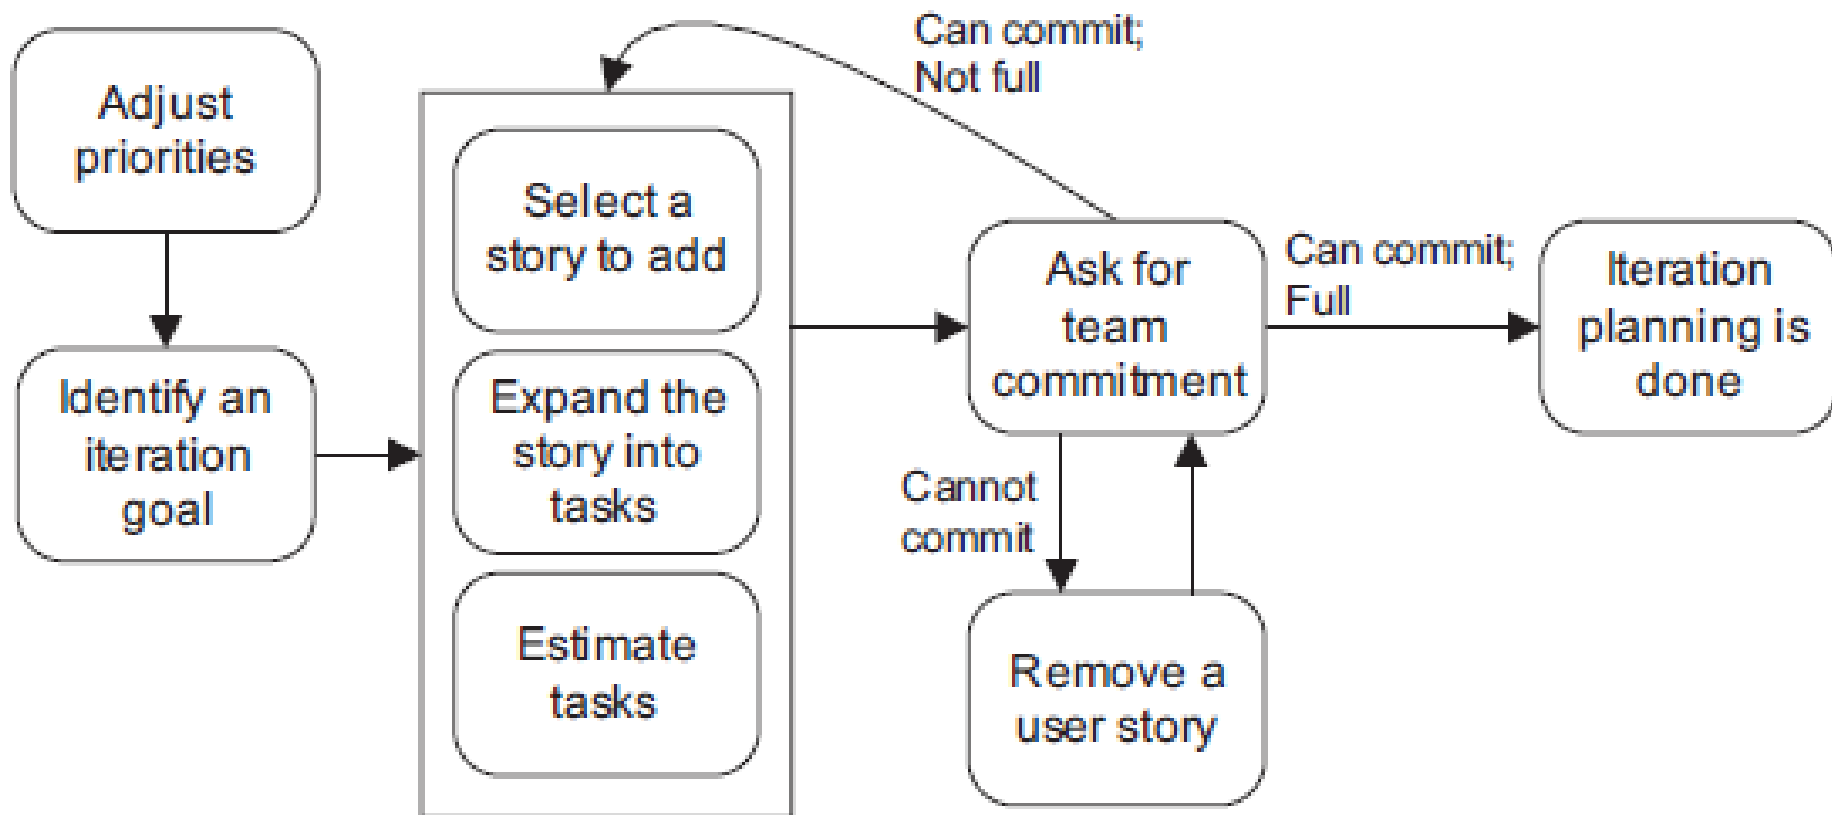 Adjust
priorities
Identify an
iteration
goal
Select a
story to add
Expand the
story into
tasks
Estimate
tasks
Can commit;
Not full
Ask for
team
commitment
Cannot
commit
Remove a
user story
Can commit;
Full
Iteration
planning is
done